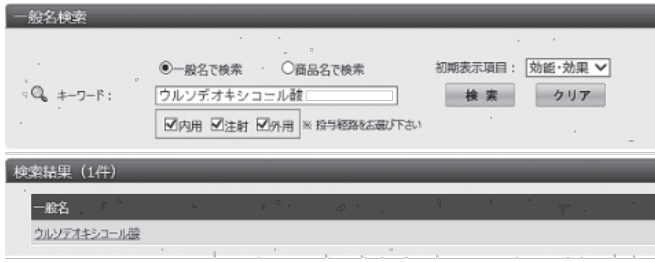 一般名検索
◉一般名で検索 ○商品名で検索 初期表示項目： 効能・効果
キーワード： ウルソデオキシコール酸 検索 クリア
☑内用 ☑注射 ☑外用 ※ 投与経路をお選び下さい
検索結果（1件）
一般名
ウルソデオキシコール酸